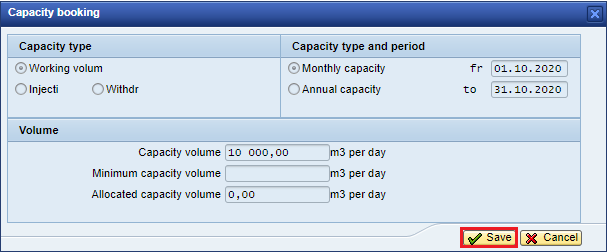 Capacity booking
Capacity type
Capacity type and period
Working volum
Monthly capacity fr 01.10.2020
Injecti Withdr
Annual capacity to 31.10.2020
Volume
Capacity volume 10 000,00 m3 per day
Minimum capacity volume m3 per day
Allocated capacity volume 0,00 m3 per day
Save Cancel